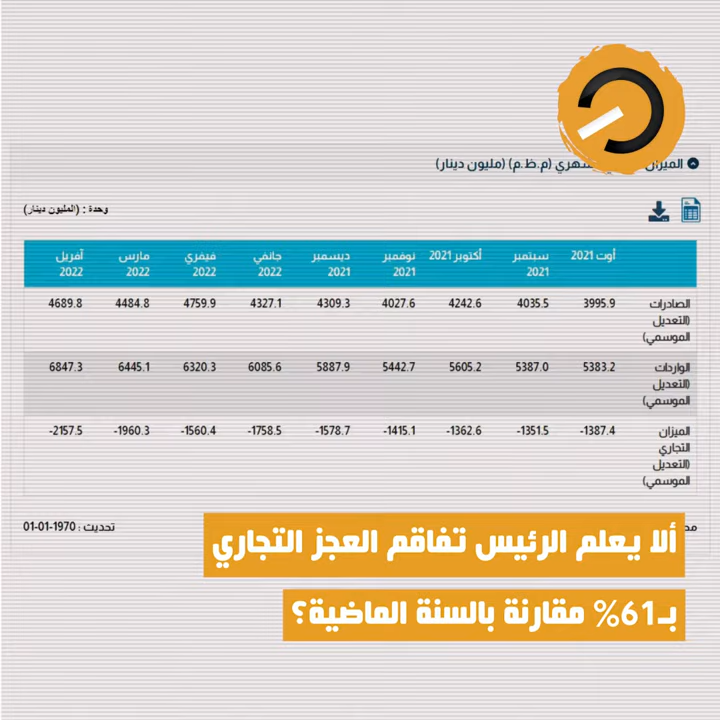 الميزان شهري (م.ظ.م) (مليون دينار)
وحدة : (المليون دينار)
أوت 2021 سبتمبر 2021 أكتوبر 2021 نوفمبر 2021 ديسمبر 2021 جانفي 2022 فيفري 2022 مارس 2022 أفريل 2022
الصادرات (التعديل الموسمي) 3995.9 4035.5 4242.6 4027.6 4309.3 4327.1 4759.9 4484.8 4689.8
الواردات (التعديل الموسمي) 5383.2 5387.0 5605.2 5442.7 5887.9 6085.6 6320.3 6445.1 6847.3
الميزان التجاري (التعديل الموسمي) -1387.4 -1351.5 -1362.6 -1415.1 -1578.7 -1758.5 -1560.4 -1960.3 -2157.5
تحديث : 01-01-1970
ألا يعلم الرئيس تفاقم العجز التجاري
بـ61% مقارنة بالسنة الماضية؟